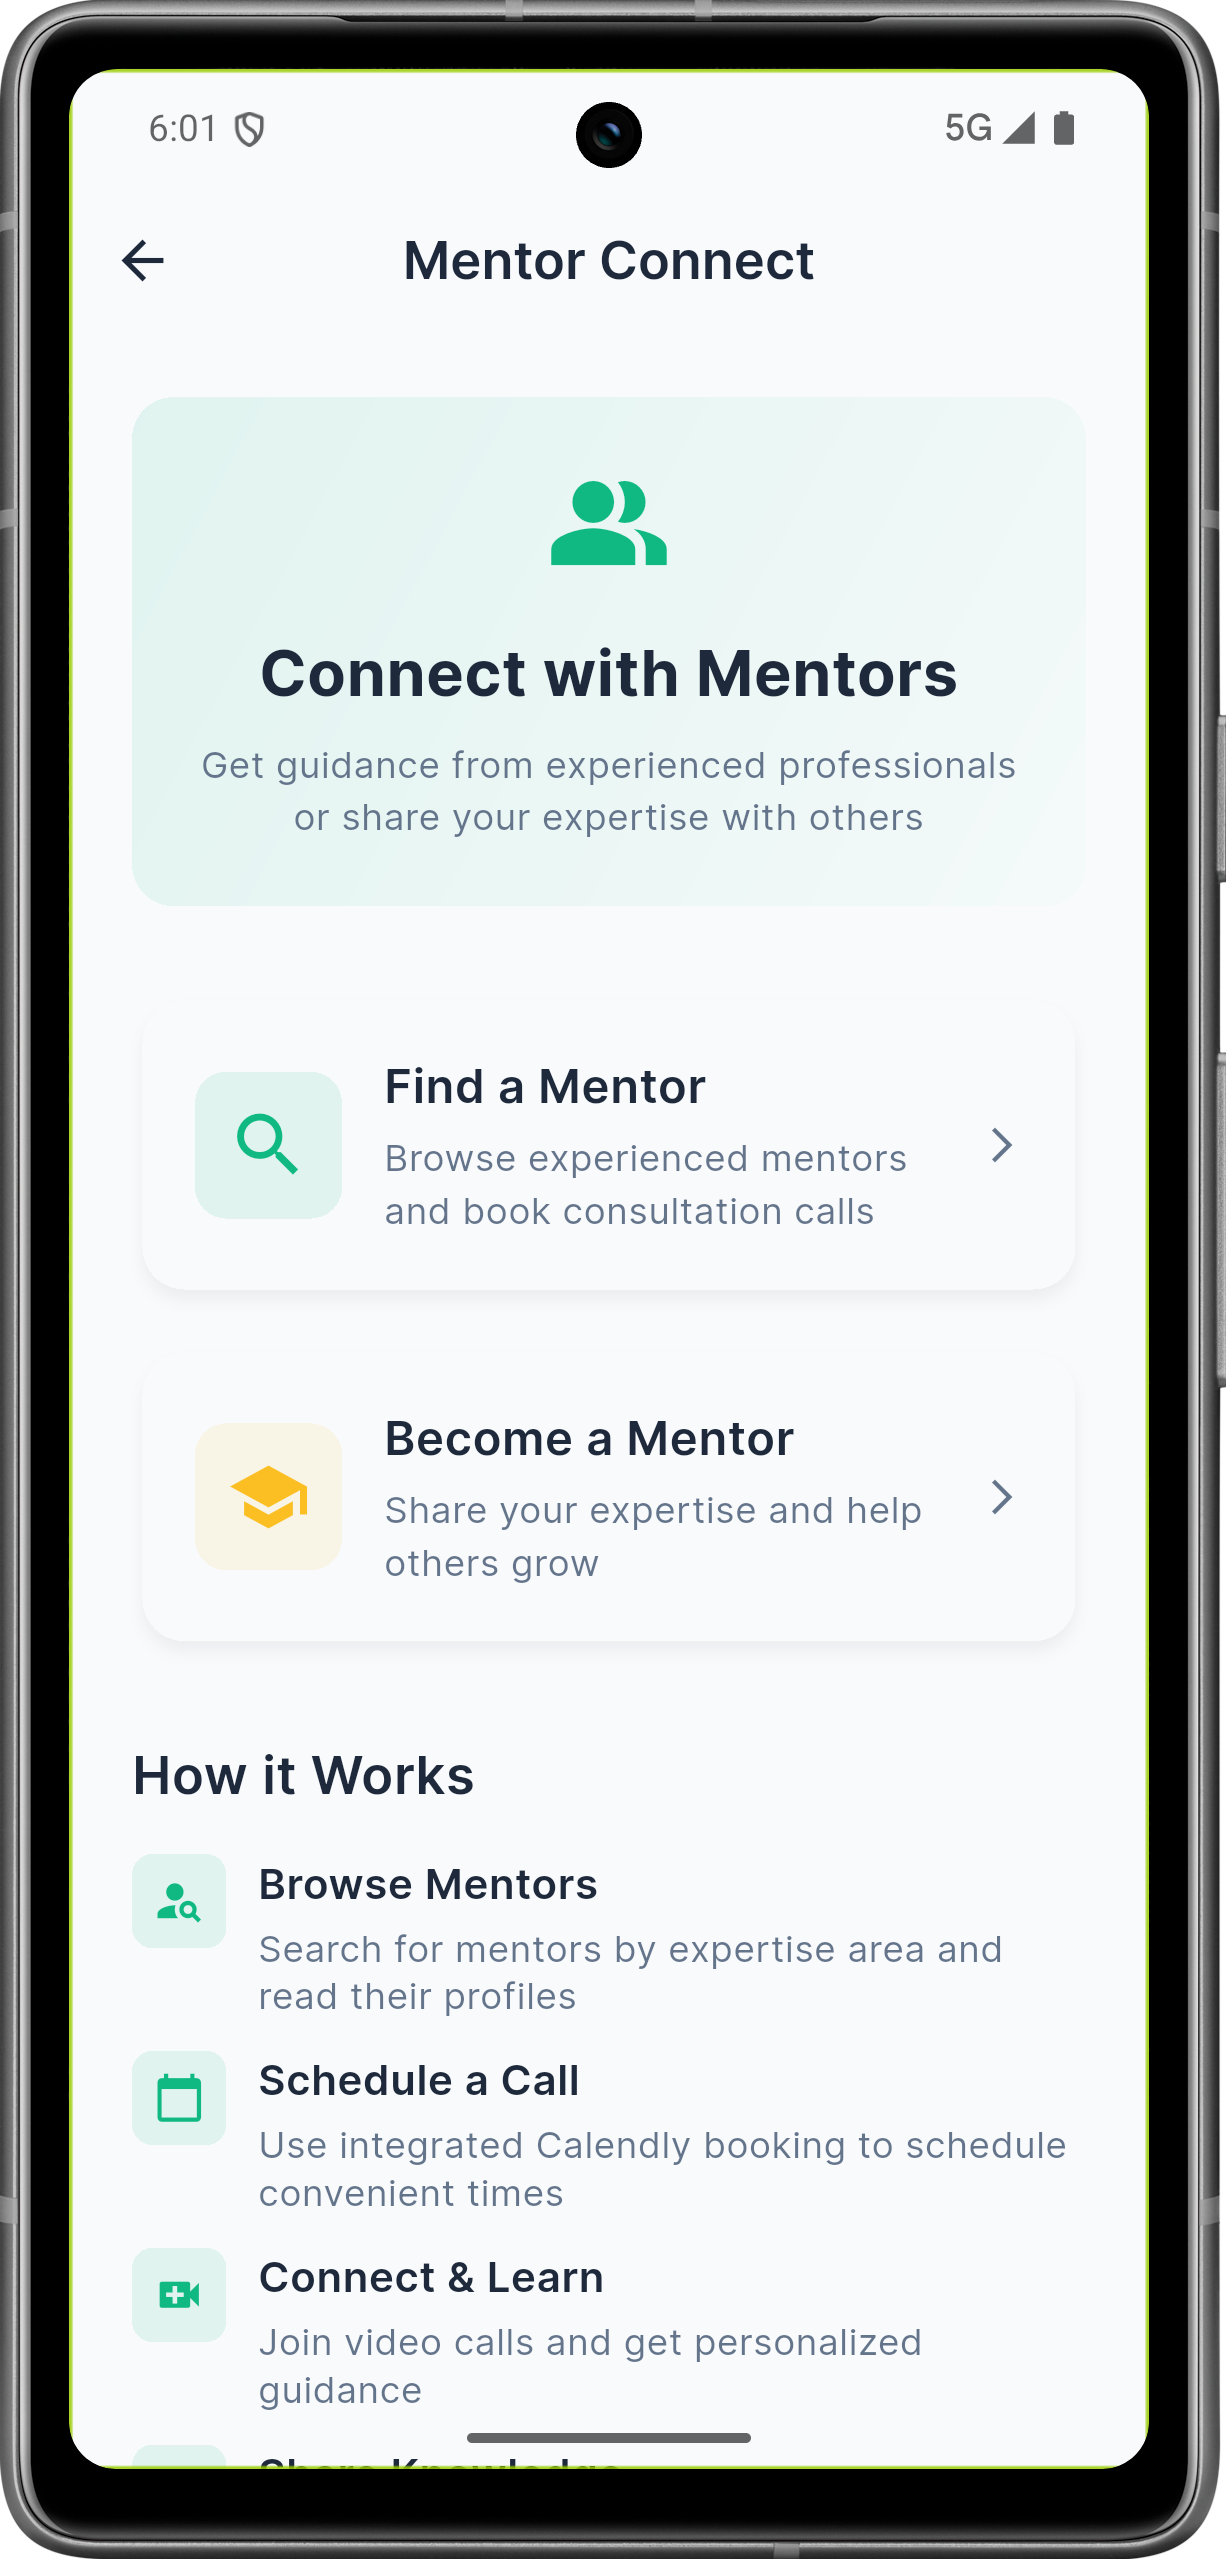 6:01
5G
Mentor Connect
Connect with Mentors
Get guidance from experienced professionals
or share your expertise with others
Find a Mentor
Browse experienced mentors
and book consultation calls
Become a Mentor
Share your expertise and help
others grow
How it Works
Browse Mentors
Search for mentors by expertise area and
read their profiles
Schedule a Call
Use integrated Calendly booking to schedule
convenient times
Connect & Learn
Join video calls and get personalized
guidance
Share Knowledge